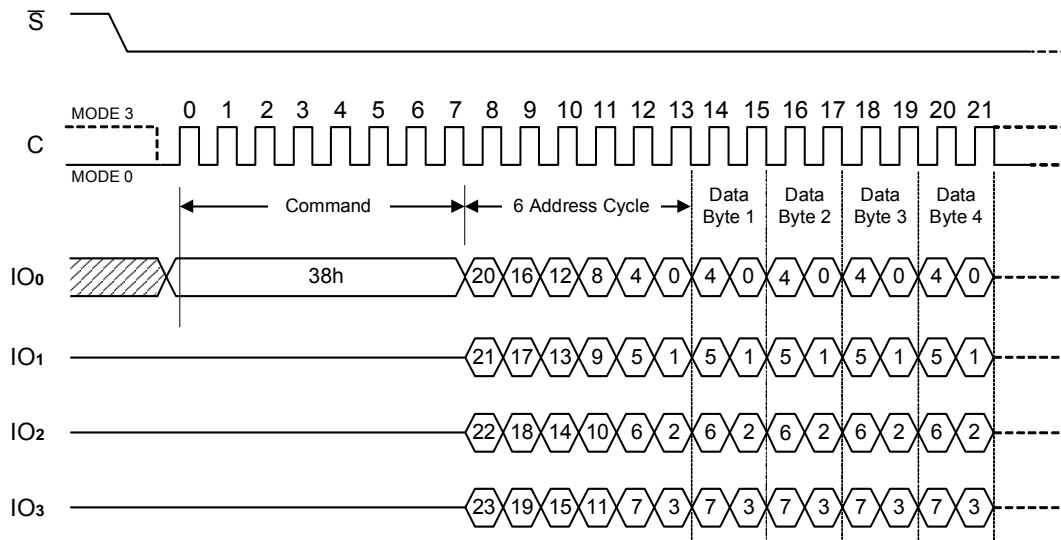 S̅
MODE 3
0 1 2 3 4 5 6 7 8 9 10 11 12 13 14 15 16 17 18 19 20 21
C
MODE 0
Command
6 Address Cycle
Data Byte 1
Data Byte 2
Data Byte 3
Data Byte 4
IO0 38h 20 16 12 8 4 0 4 0 4 0 4 0 4 0
IO1 21 17 13 9 5 1 5 1 5 1 5 1 5 1
IO2 22 18 14 10 6 2 6 2 6 2 6 2 6 2
IO3 23 19 15 11 7 3 7 3 7 3 7 3 7 3